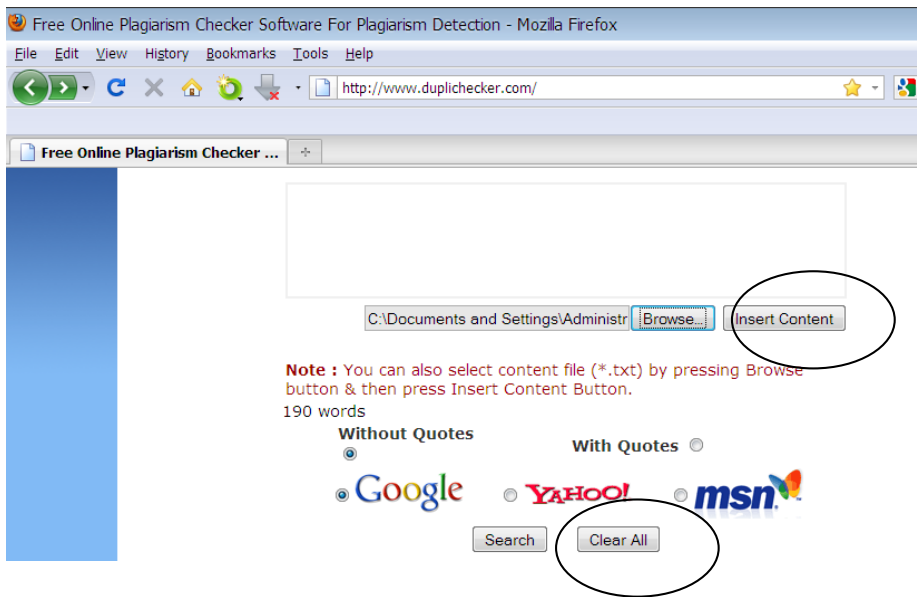 Free Online Plagiarism Checker Software For Plagiarism Detection - Mozilla Firefox
File Edit View History Bookmarks Tools Help
http://www.duplichecker.com/
Free Online Plagiarism Checker ...
C:\Documents and Settings\Administr Browse... Insert Content
Note : You can also select content file (*.txt) by pressing Browse
button & then press Insert Content Button.
190 words
Without Quotes With Quotes
Google YAHOO! msn
Search Clear All